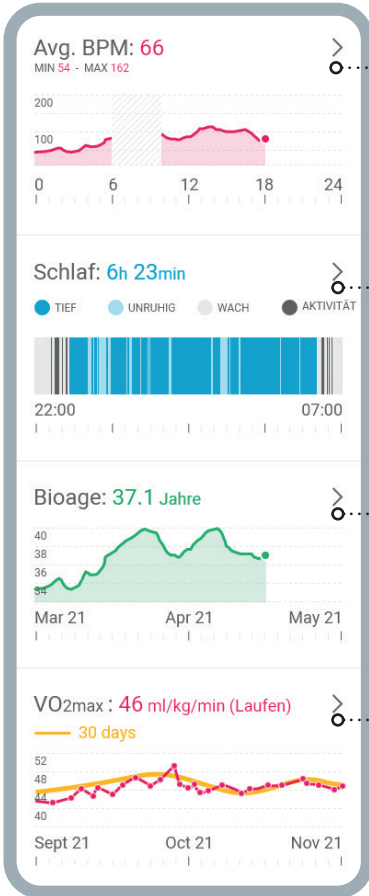 Avg. BPM: 66
MIN 54 - MAX 162
200
100
0 6 12 18 24
Schlaf: 6h 23min
TIEF UNRUHIG WACH AKTIVITÄT
22:00 07:00
Bioage: 37.1 Jahre
40
38
36
34
Mar 21 Apr 21 May 21
VO2max : 46 ml/kg/min (Laufen)
30 days
52
48
44
40
Sept 21 Oct 21 Nov 21